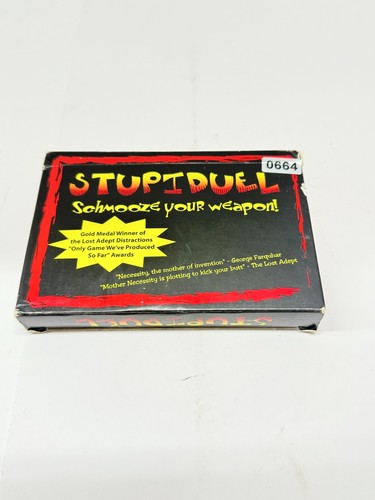 STUPIDUEL
0664
Schmooze your weapon!
Gold Medal Winner of
the Lost Adept Distractions
"Only Game We've Produced
So Far" Awards
"Necessity, the mother of invention" - George Farquhar
"Mother Necessity is plotting to kick your butt" - The Lost Adept
STUPIDUEL